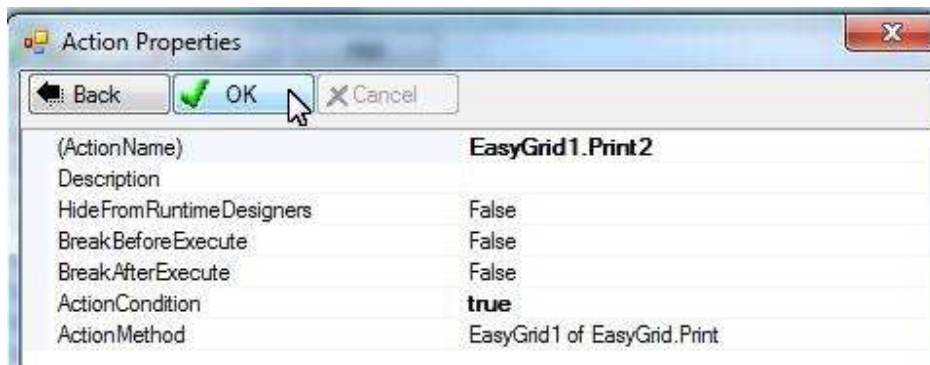 Action Properties
Back OK Cancel
(ActionName) EasyGrid1.Print2
Description
HideFromRuntimeDesigners False
BreakBeforeExecute False
BreakAfterExecute False
ActionCondition true
ActionMethod EasyGrid1 of EasyGrid.Print